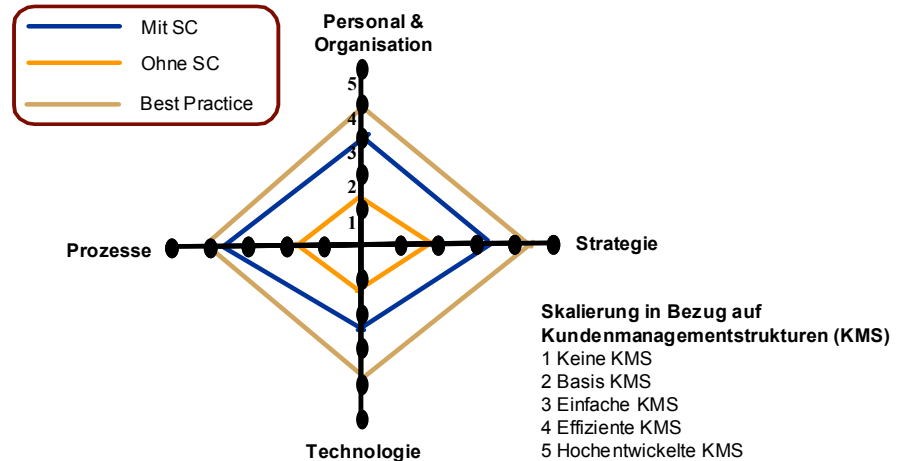 Mit SC
Ohne SC
Best Practice
Personal &
Organisation
5
4
3
2
1
Prozesse
Strategie
Technologie
Skalierung in Bezug auf
Kundenmanagementstrukturen (KMS)
1 Keine KMS
2 Basis KMS
3 Einfache KMS
4 Effiziente KMS
5 Hochentwickelte KMS